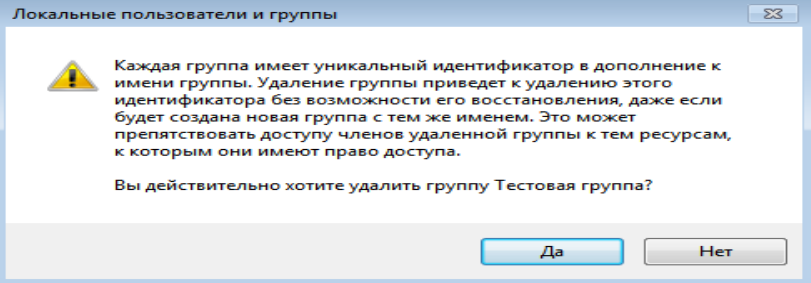 Локальные пользователи и группы
Каждая группа имеет уникальный идентификатор в дополнение к
имени группы. Удаление группы приведет к удалению этого
идентификатора без возможности его восстановления, даже если
будет создана новая группа с тем же именем. Это может
препятствовать доступу членов удаленной группы к тем ресурсам,
к которым они имеют право доступа.
Вы действительно хотите удалить группу Тестовая группа?
Да
Нет